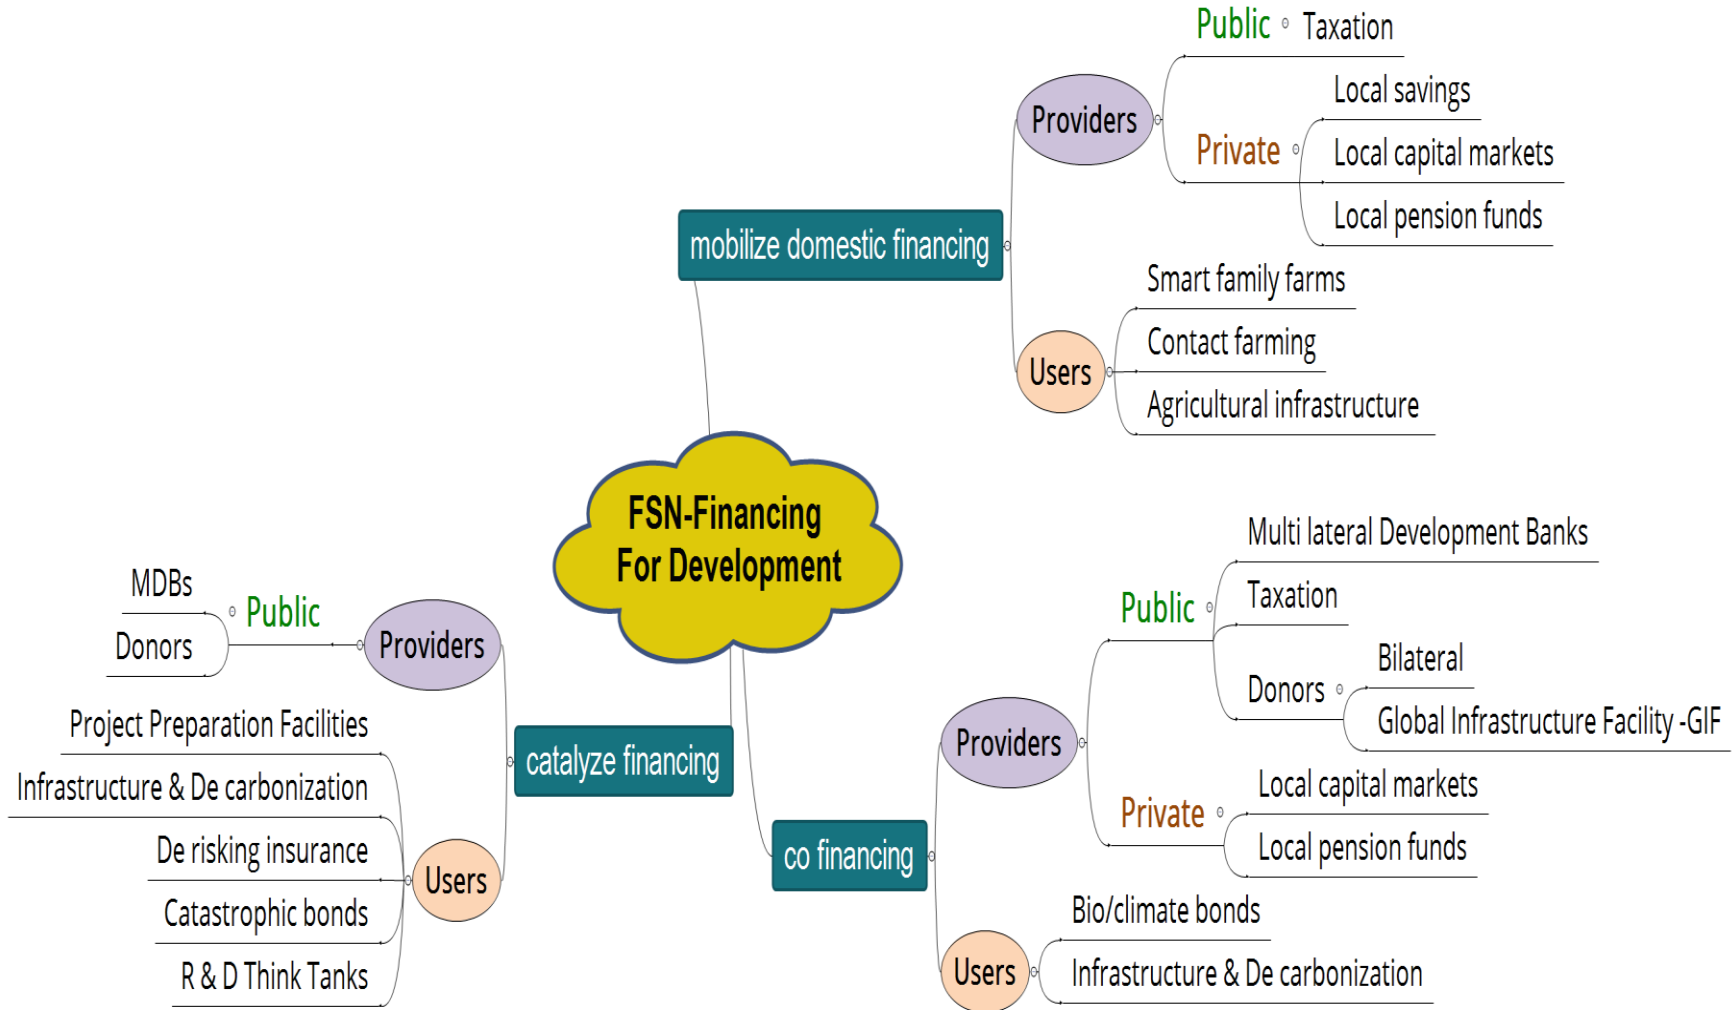 FSN-Financing
For Development
mobilize domestic financing
Providers
Public
Taxation
Private
Local savings
Local capital markets
Local pension funds
Users
Smart family farms
Contact farming
Agricultural infrastructure
co financing
Providers
Public
Multi lateral Development Banks
Taxation
Donors
Bilateral
Global Infrastructure Facility -GIF
Private
Local capital markets
Local pension funds
Users
Bio/climate bonds
Infrastructure & De carbonization
catalyze financing
Providers
Public
MDBs
Donors
Users
Project Preparation Facilities
Infrastructure & De carbonization
De risking insurance
Catastrophic bonds
R & D Think Tanks